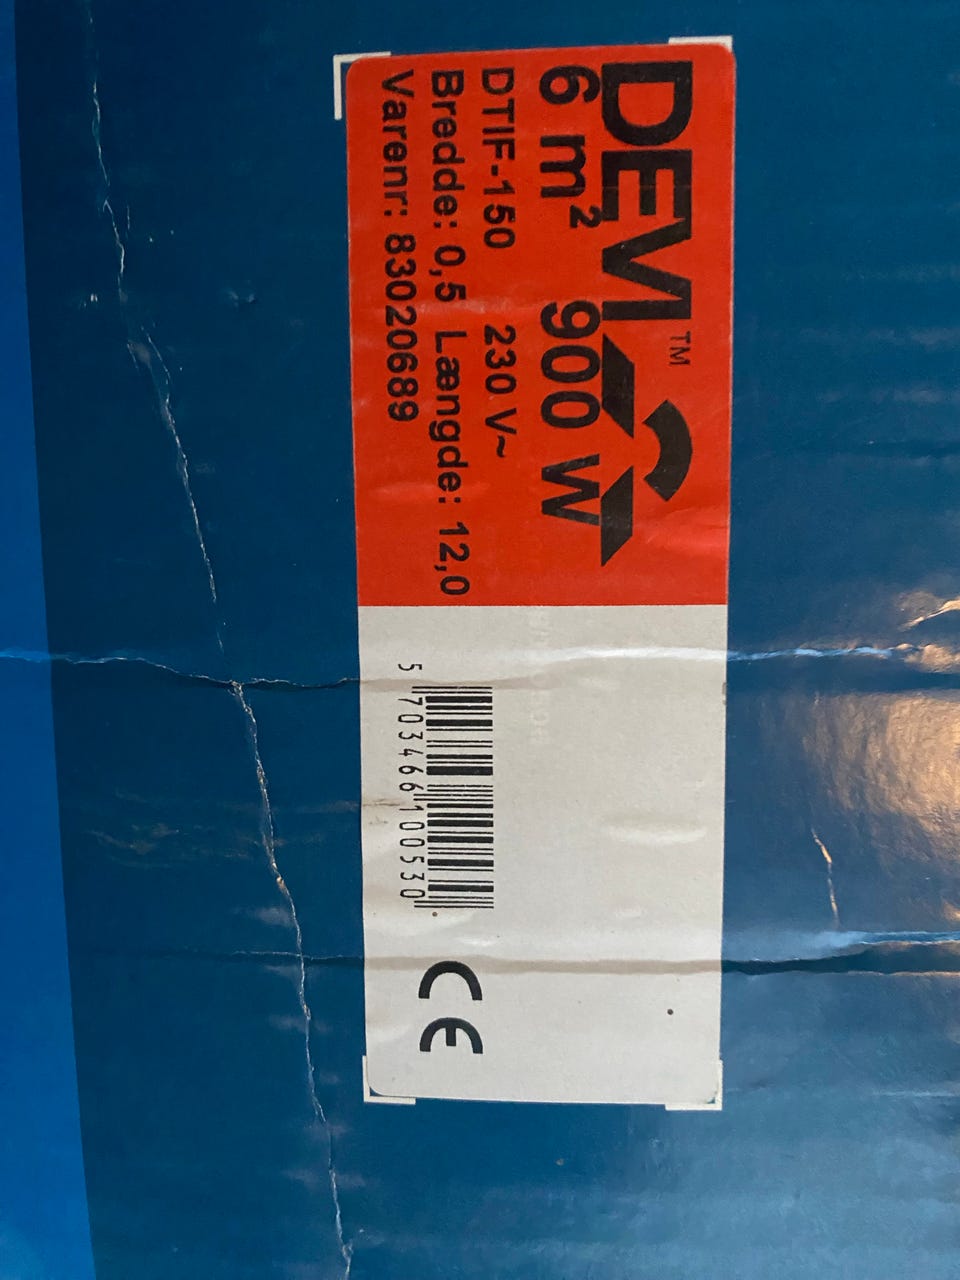 DEVI™
6 m² 900 W
DTIF-150 230 V~
Bredde: 0,5 Længde: 12,0
Varenr: 83020689
5 703466 100530
CE